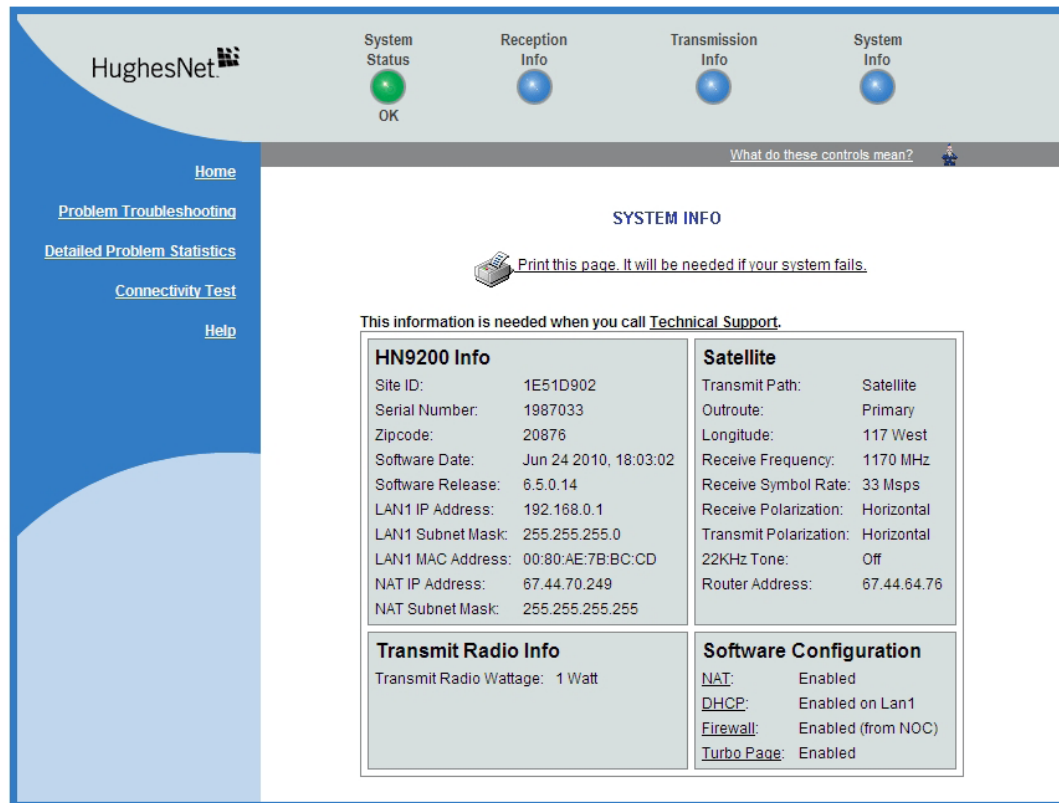 HughesNet.
System Status
OK
Reception Info
Transmission Info
System Info
What do these controls mean?
Home
Problem Troubleshooting
Detailed Problem Statistics
Connectivity Test
Help
SYSTEM INFO
Print this page. It will be needed if your system fails.
This information is needed when you call Technical Support.
HN9200 Info
Site ID: 1E51D902
Serial Number: 1987033
Zipcode: 20876
Software Date: Jun 24 2010, 18:03:02
Software Release: 6.5.0.14
LAN1 IP Address: 192.168.0.1
LAN1 Subnet Mask: 255.255.255.0
LAN1 MAC Address: 00:80:AE:7B:BC:CD
NAT IP Address: 67.44.70.249
NAT Subnet Mask: 255.255.255.255
Satellite
Transmit Path: Satellite
Outroute: Primary
Longitude: 117 West
Receive Frequency: 1170 MHz
Receive Symbol Rate: 33 Msps
Receive Polarization: Horizontal
Transmit Polarization: Horizontal
22KHz Tone: Off
Router Address: 67.44.64.76
Transmit Radio Info
Transmit Radio Wattage: 1 Watt
Software Configuration
NAT: Enabled
DHCP: Enabled on Lan1
Firewall: Enabled (from NOC)
Turbo Page: Enabled